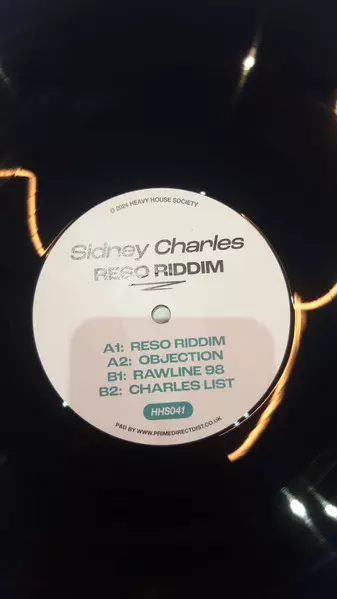 © 2024 HEAVY HOUSE SOCIETY
Sidney Charles
RESO RIDDIM
A1: RESO RIDDIM
A2: OBJECTION
B1: RAWLINE 98
B2: CHARLES LIST
HHS041
P&D BY WWW.PRIMEDIRECTDIST.CO.UK